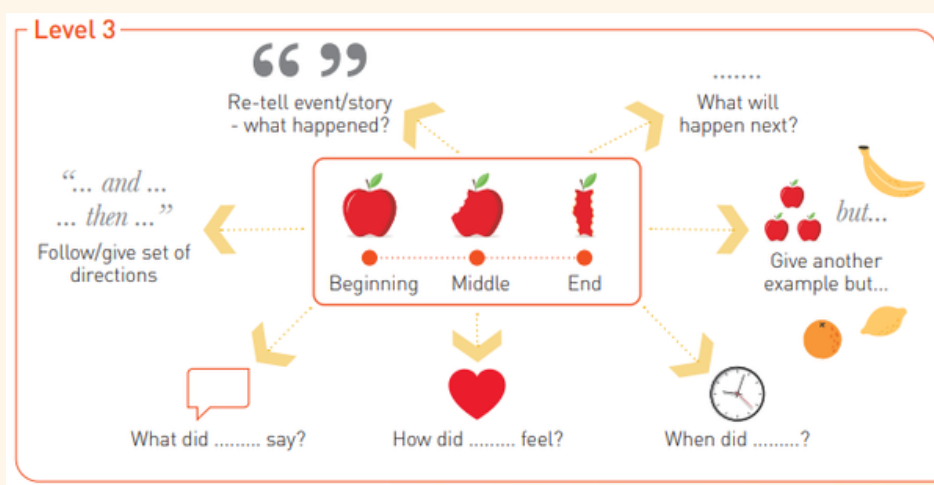 Level 3
“ ”
Re-tell event/story
- what happened?
.......
What will
happen next?
“... and ...
... then ...”
Follow/give set of
directions
Beginning
Middle
End
but...
Give another
example but...
What did ......... say?
How did ......... feel?
When did .........?